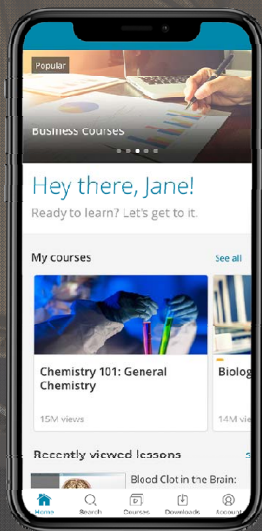 Popular
Business Courses
Hey there, Jane!
Ready to learn? Let's get to it.
My courses
See all
Chemistry 101: General
Chemistry
15M views
Biolog
14M vie
Recently viewed lessons
Blood Clot in the Brain:
Home
Search
Courses
Downloads
Account